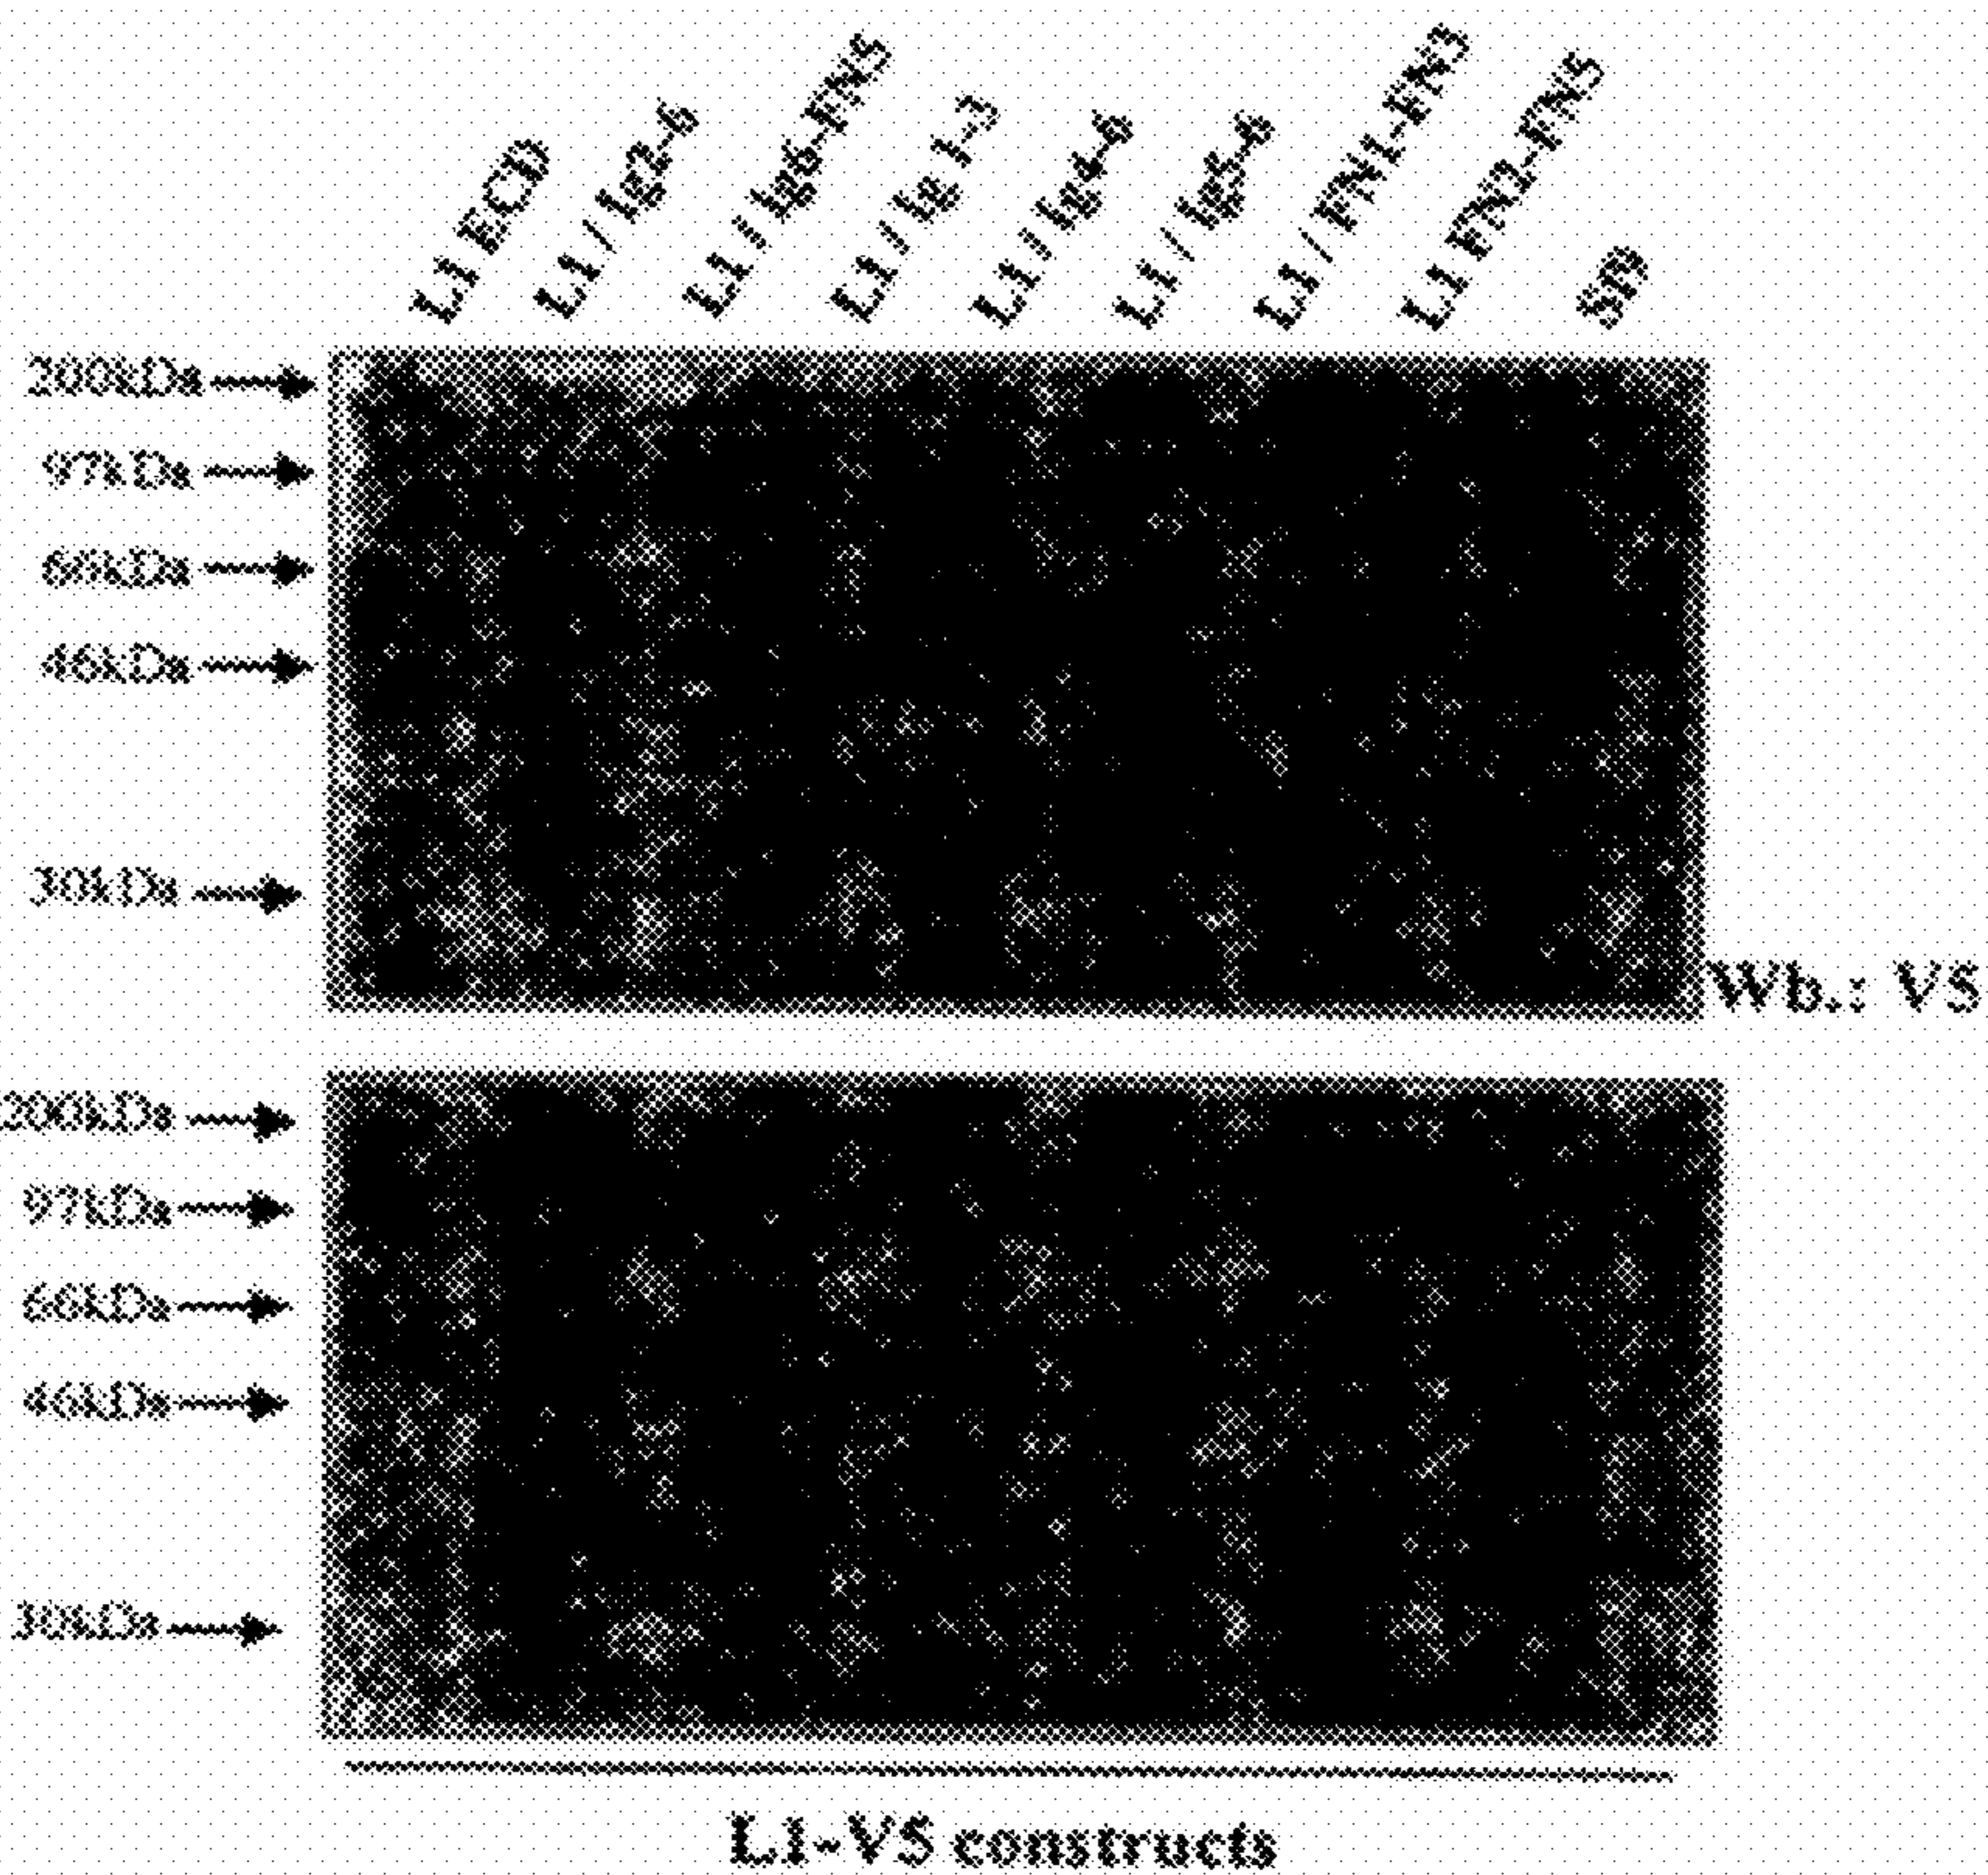 L1 ECD
L1 / Ig2-6
L1 / Ig6-FN5
L1 / Ig 1-3
L1 / Ig4-6
L1 / Ig5-6
L1 / FN1-FN3
L1 FN2-FN5
Sf9
200kDa
97kDa
66kDa
46kDa
30kDa
Wb.: V5
200kDa
97kDa
66kDa
46kDa
30kDa
L1-V5 constructs